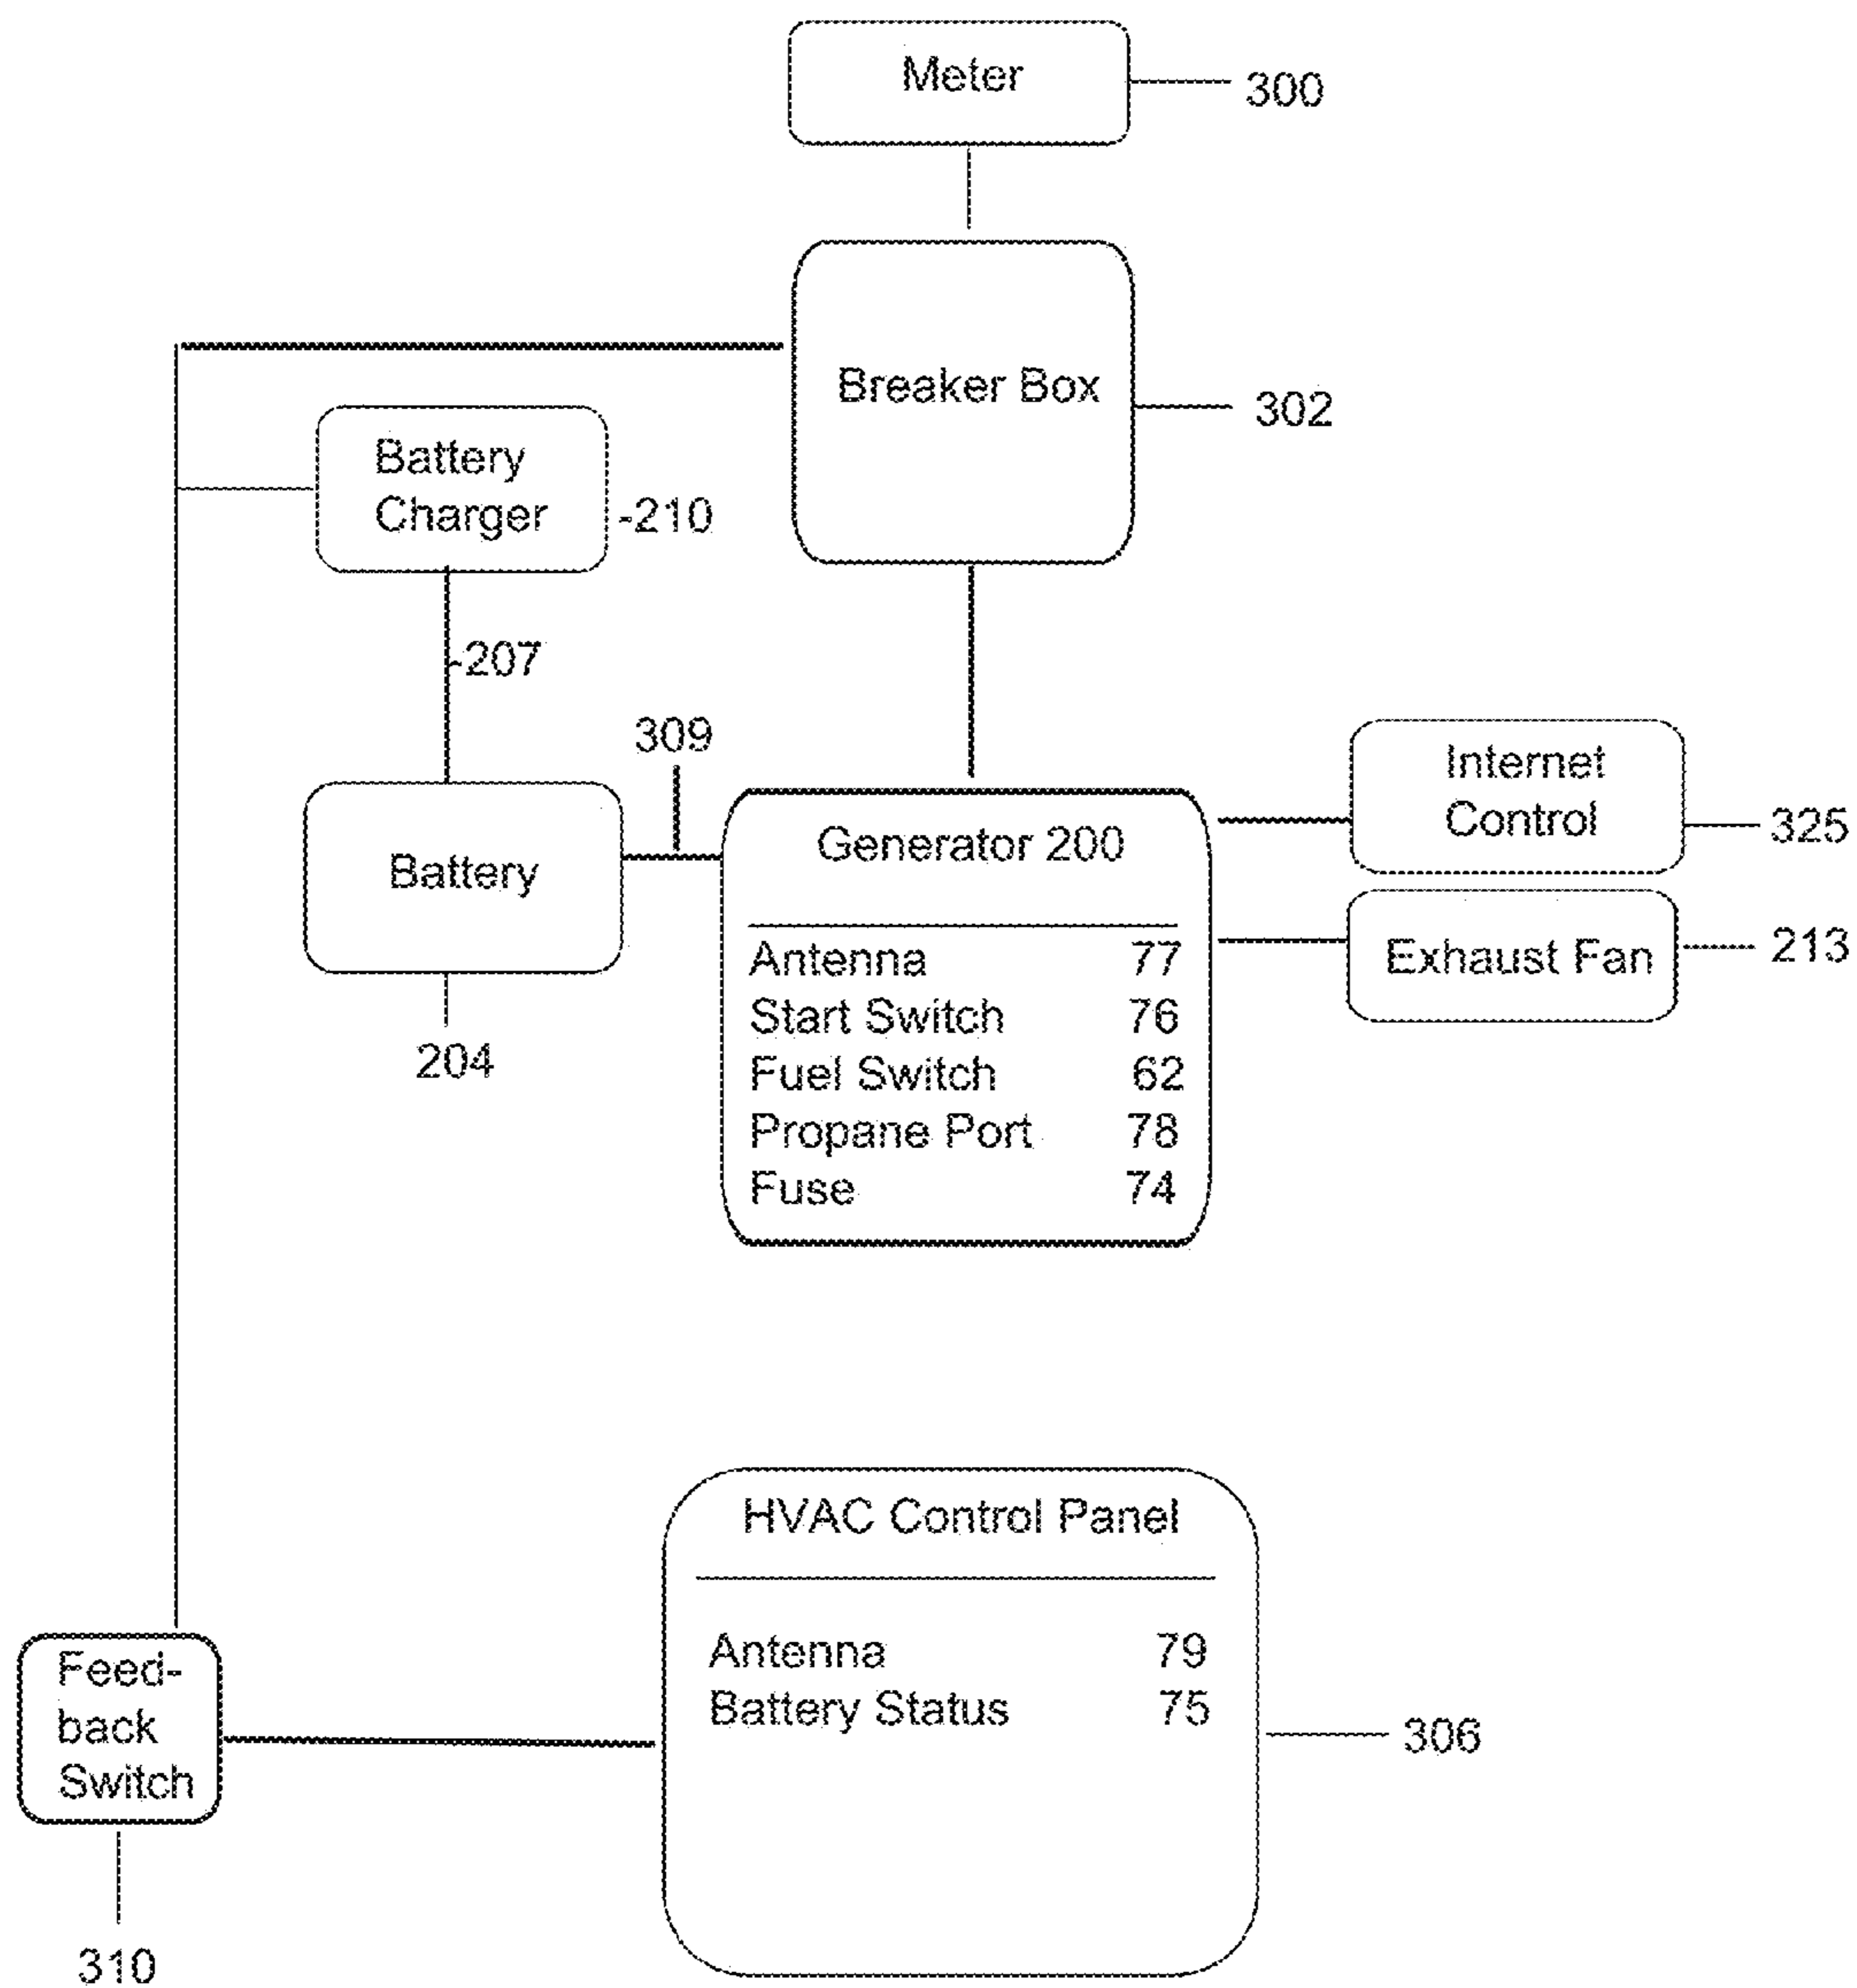 Meter
300
Breaker Box
302
Battery
Charger
-210
-207
309
Battery
204
Generator 200
Antenna 77
Start Switch 76
Fuel Switch 62
Propane Port 78
Fuse 74
Internet
Control
325
Exhaust Fan
213
HVAC Control Panel
Antenna 79
Battery Status 75
306
Feed-
back
Switch
310